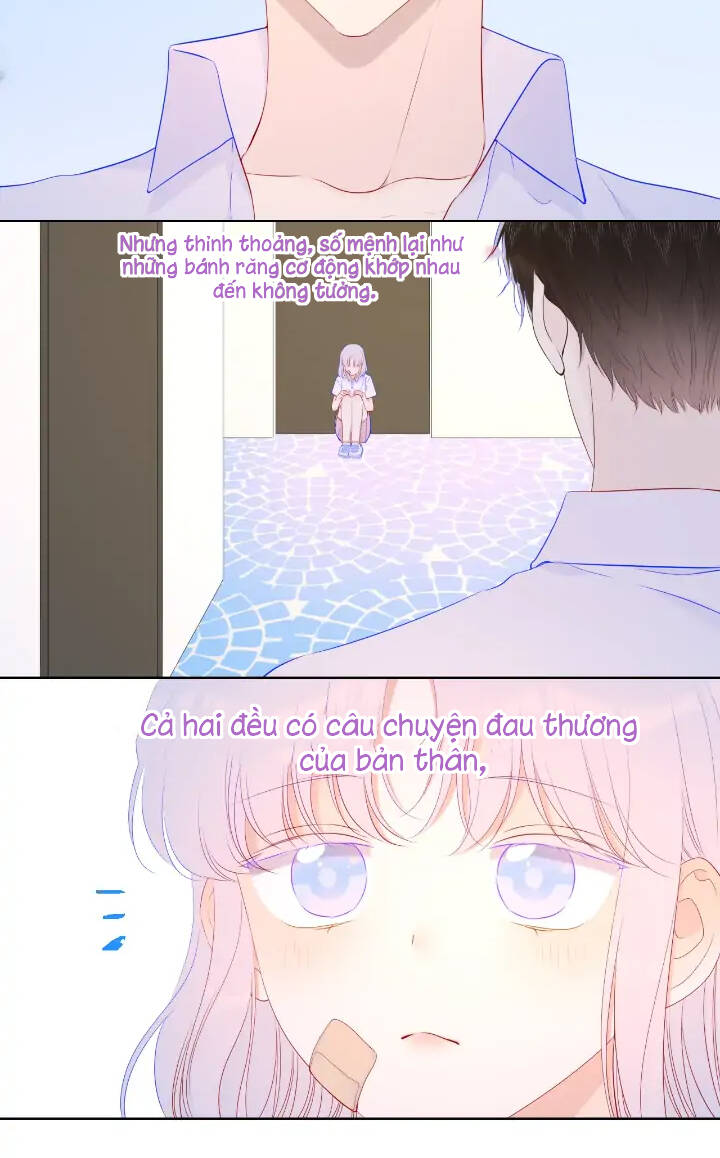 Nhưng thỉnh thoảng, số mệnh lại như
những bánh răng cơ động khớp nhau
đến không tưởng.
Cả hai đều có câu chuyện đau thương
của bản thân,